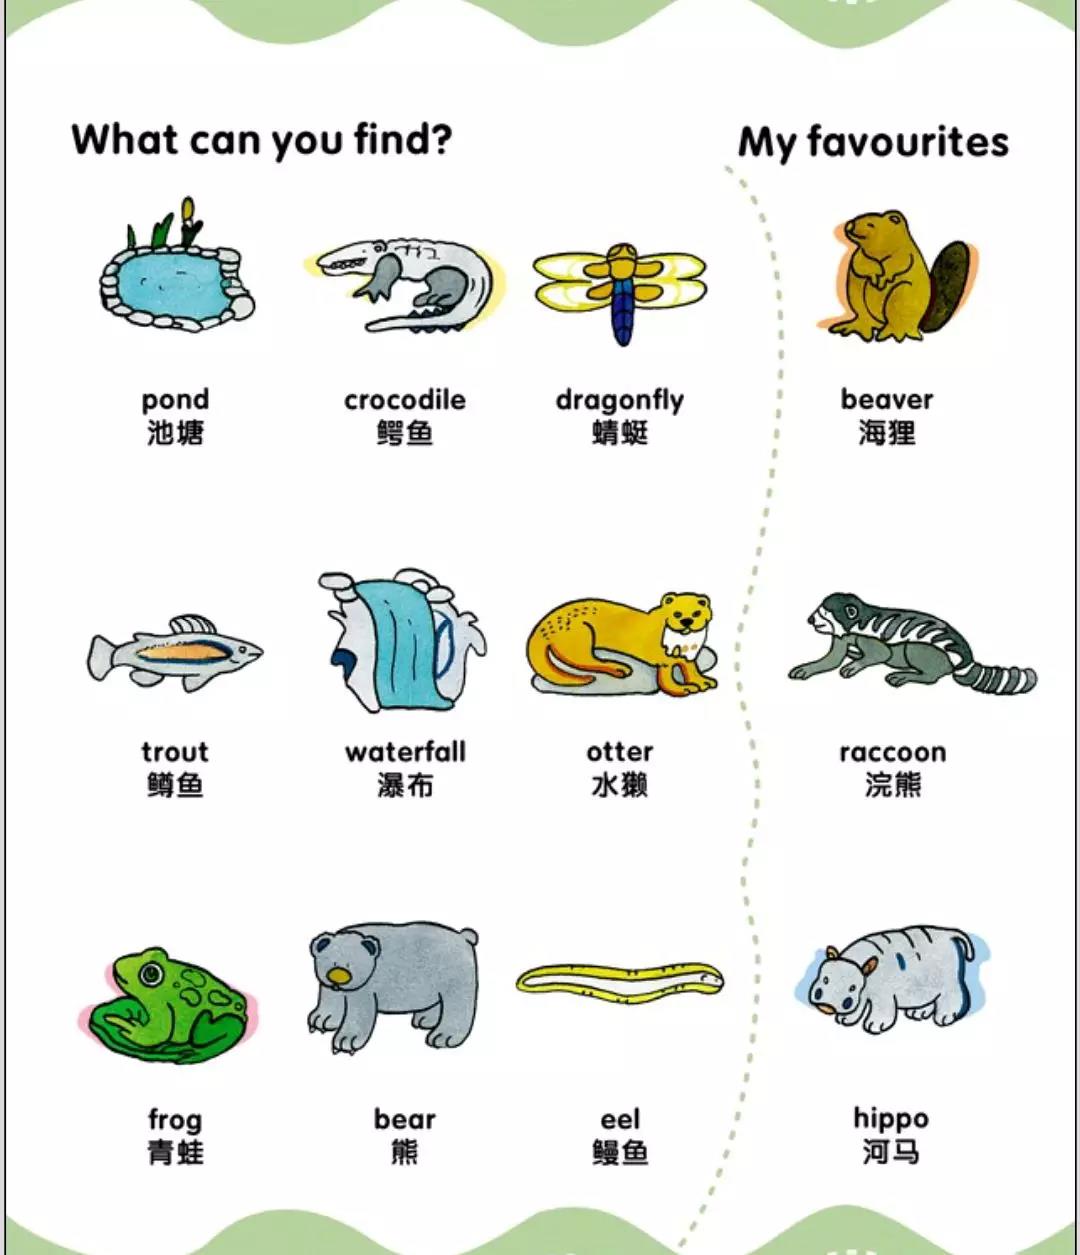 What can you find?
My favourites
pond
池塘
crocodile
鳄鱼
dragonfly
蜻蜓
beaver
海狸
trout
鳟鱼
waterfall
瀑布
otter
水獭
raccoon
浣熊
frog
青蛙
bear
熊
eel
鳗鱼
hippo
河马